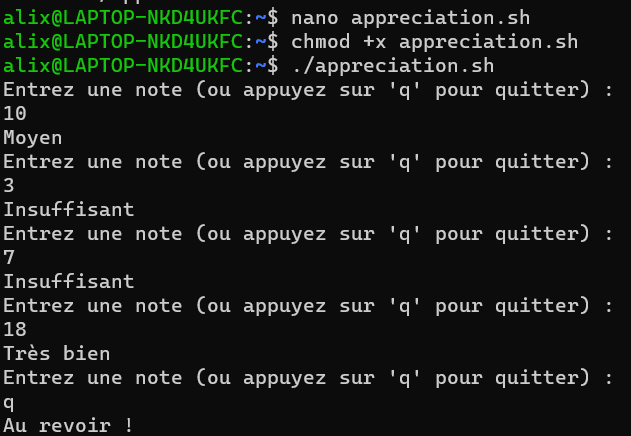 alix@LAPTOP-NKD4UKFC:~$ nano appreciation.sh
alix@LAPTOP-NKD4UKFC:~$ chmod +x appreciation.sh
alix@LAPTOP-NKD4UKFC:~$ ./appreciation.sh
Entrez une note (ou appuyez sur 'q' pour quitter) :
10
Moyen
Entrez une note (ou appuyez sur 'q' pour quitter) :
3
Insuffisant
Entrez une note (ou appuyez sur 'q' pour quitter) :
7
Insuffisant
Entrez une note (ou appuyez sur 'q' pour quitter) :
18
Très bien
Entrez une note (ou appuyez sur 'q' pour quitter) :
q
Au revoir !